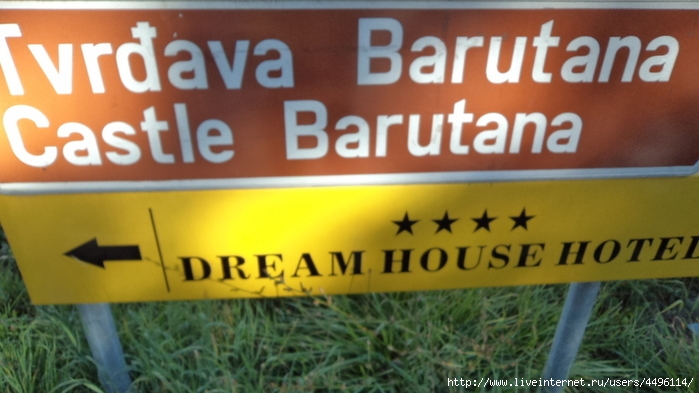 Tvrđava Barutana
Castle Barutana
★★★★
DREAM HOUSE HOTEL
http://www.liveinternet.ru/users/4496114/